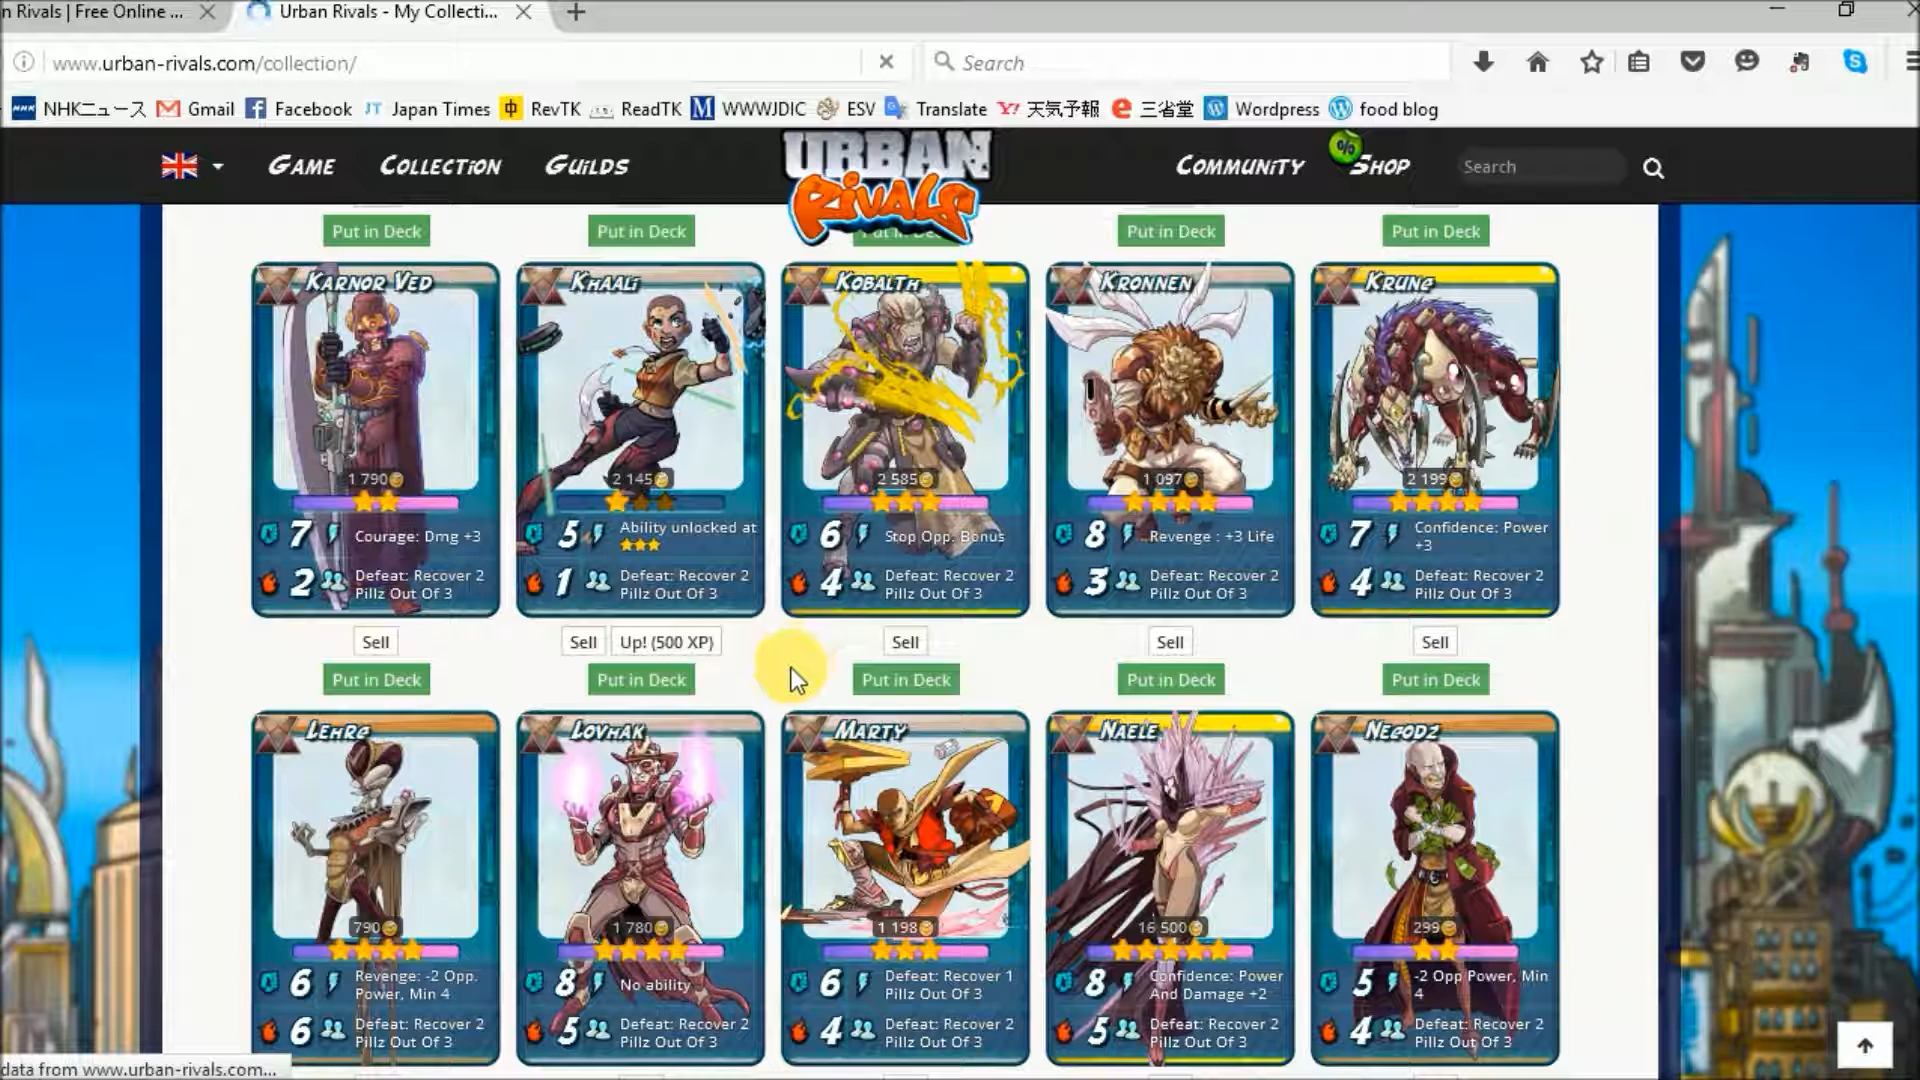 n Rivals | Free Online ...
Urban Rivals - My Collecti...
www.urban-rivals.com/collection/
Search
NHKニュース Gmail Facebook Japan Times RevTK ReadTK WWWJDIC ESV Translate 天気予報 三省堂 Wordpress food blog
GAME COLLECTION GUILDS URBAN RIVALS COMMUNITY % SHOP Search
Put in Deck Put in Deck Put in Deck Put in Deck Put in Deck
KARNOR VED KHAALI KOBALTH KRONNEN KRUNG
1 790 2 145 2 585 1 097 2 199
7 Courage: Dmg +3
2 Defeat: Recover 2 Pillz Out Of 3
5 Ability unlocked at
1 Defeat: Recover 2 Pillz Out Of 3
6 Stop Opp. Bonus
4 Defeat: Recover 2 Pillz Out Of 3
8 Revenge : +3 Life
3 Defeat: Recover 2 Pillz Out Of 3
7 Confidence: Power +3
4 Defeat: Recover 2 Pillz Out Of 3
Sell Sell Up! (500 XP) Sell Sell Sell
Put in Deck Put in Deck Put in Deck Put in Deck Put in Deck
LEHRG LOVHAK MARTY NAELE NEGODZ
790 1 780 1 198 16 500 299
6 Revenge: -2 Opp. Power, Min 4
6 Defeat: Recover 2 Pillz Out Of 3
8 No ability
5 Defeat: Recover 2 Pillz Out Of 3
6 Defeat: Recover 1 Pillz Out Of 3
4 Defeat: Recover 2 Pillz Out Of 3
8 Confidence: Power And Damage +2
5 Defeat: Recover 2 Pillz Out Of 3
5 -2 Opp Power, Min 4
4 Defeat: Recover 2 Pillz Out Of 3
data from www.urban-rivals.com...